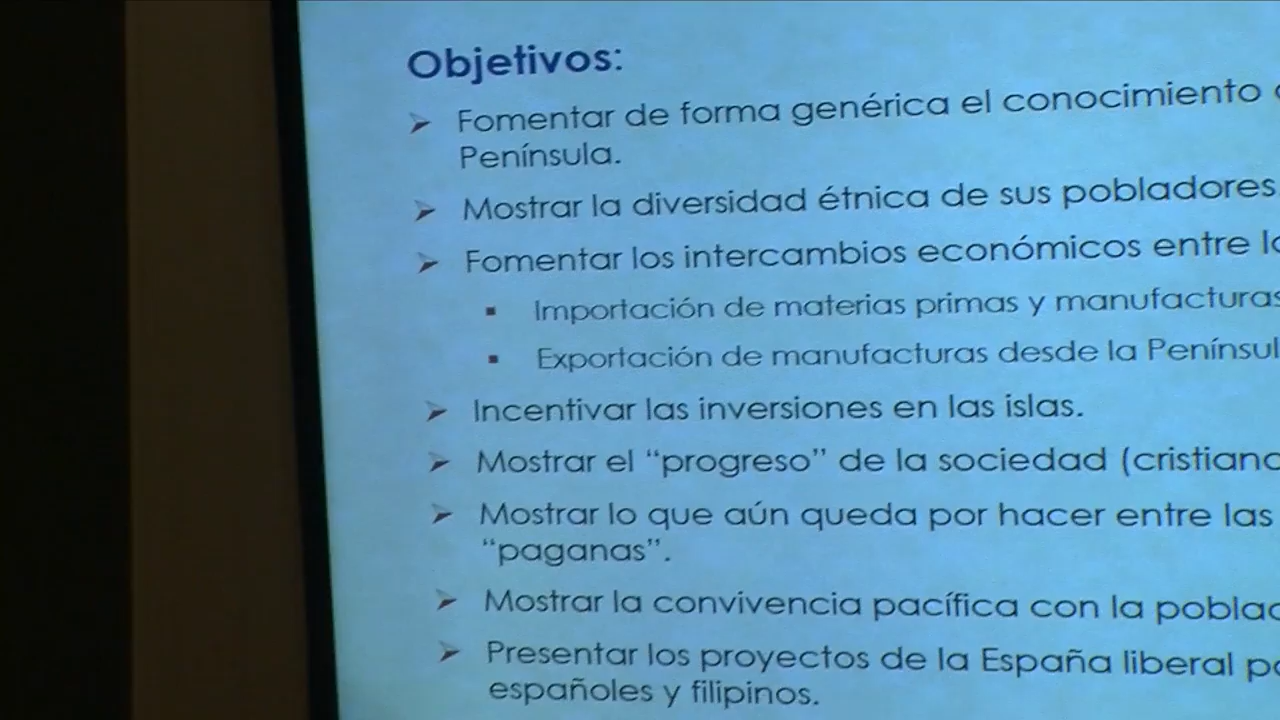 Objetivos:
Fomentar de forma genérica el conocimiento
Península.
Mostrar la diversidad étnica de sus pobladores
Fomentar los intercambios económicos entre
Importación de materias primas y manufacturas
Exportación de manufacturas desde la
Incentivar las inversiones en las islas.
Mostrar el “progreso” de la sociedad
Mostrar lo que aún queda por hacer entre las
“paganas”.
Mostrar la convivencia pacífica con la
Presentar los proyectos de la España liberal
españoles y filipinos.